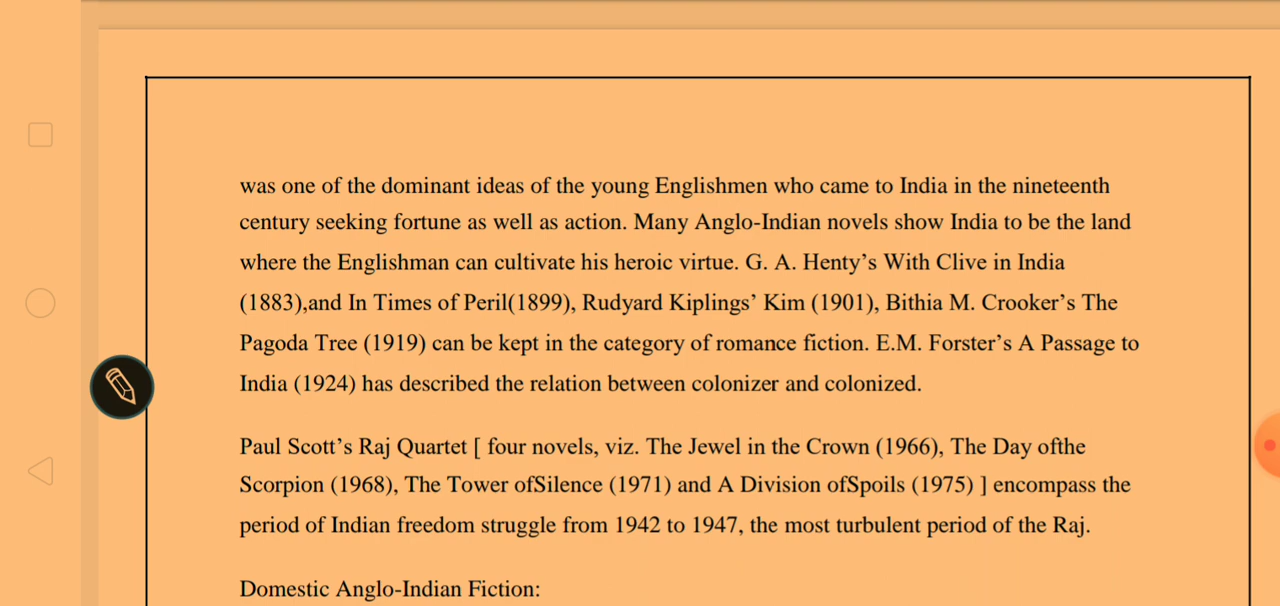 was one of the dominant ideas of the young Englishmen who came to India in the nineteenth
century seeking fortune as well as action. Many Anglo-Indian novels show India to be the land
where the Englishman can cultivate his heroic virtue. G. A. Henty’s With Clive in India
(1883),and In Times of Peril(1899), Rudyard Kiplings’ Kim (1901), Bithia M. Crooker’s The
Pagoda Tree (1919) can be kept in the category of romance fiction. E.M. Forster’s A Passage to
India (1924) has described the relation between colonizer and colonized.
Paul Scott’s Raj Quartet [ four novels, viz. The Jewel in the Crown (1966), The Day ofthe
Scorpion (1968), The Tower ofSilence (1971) and A Division ofSpoils (1975) ] encompass the
period of Indian freedom struggle from 1942 to 1947, the most turbulent period of the Raj.
Domestic Anglo-Indian Fiction: